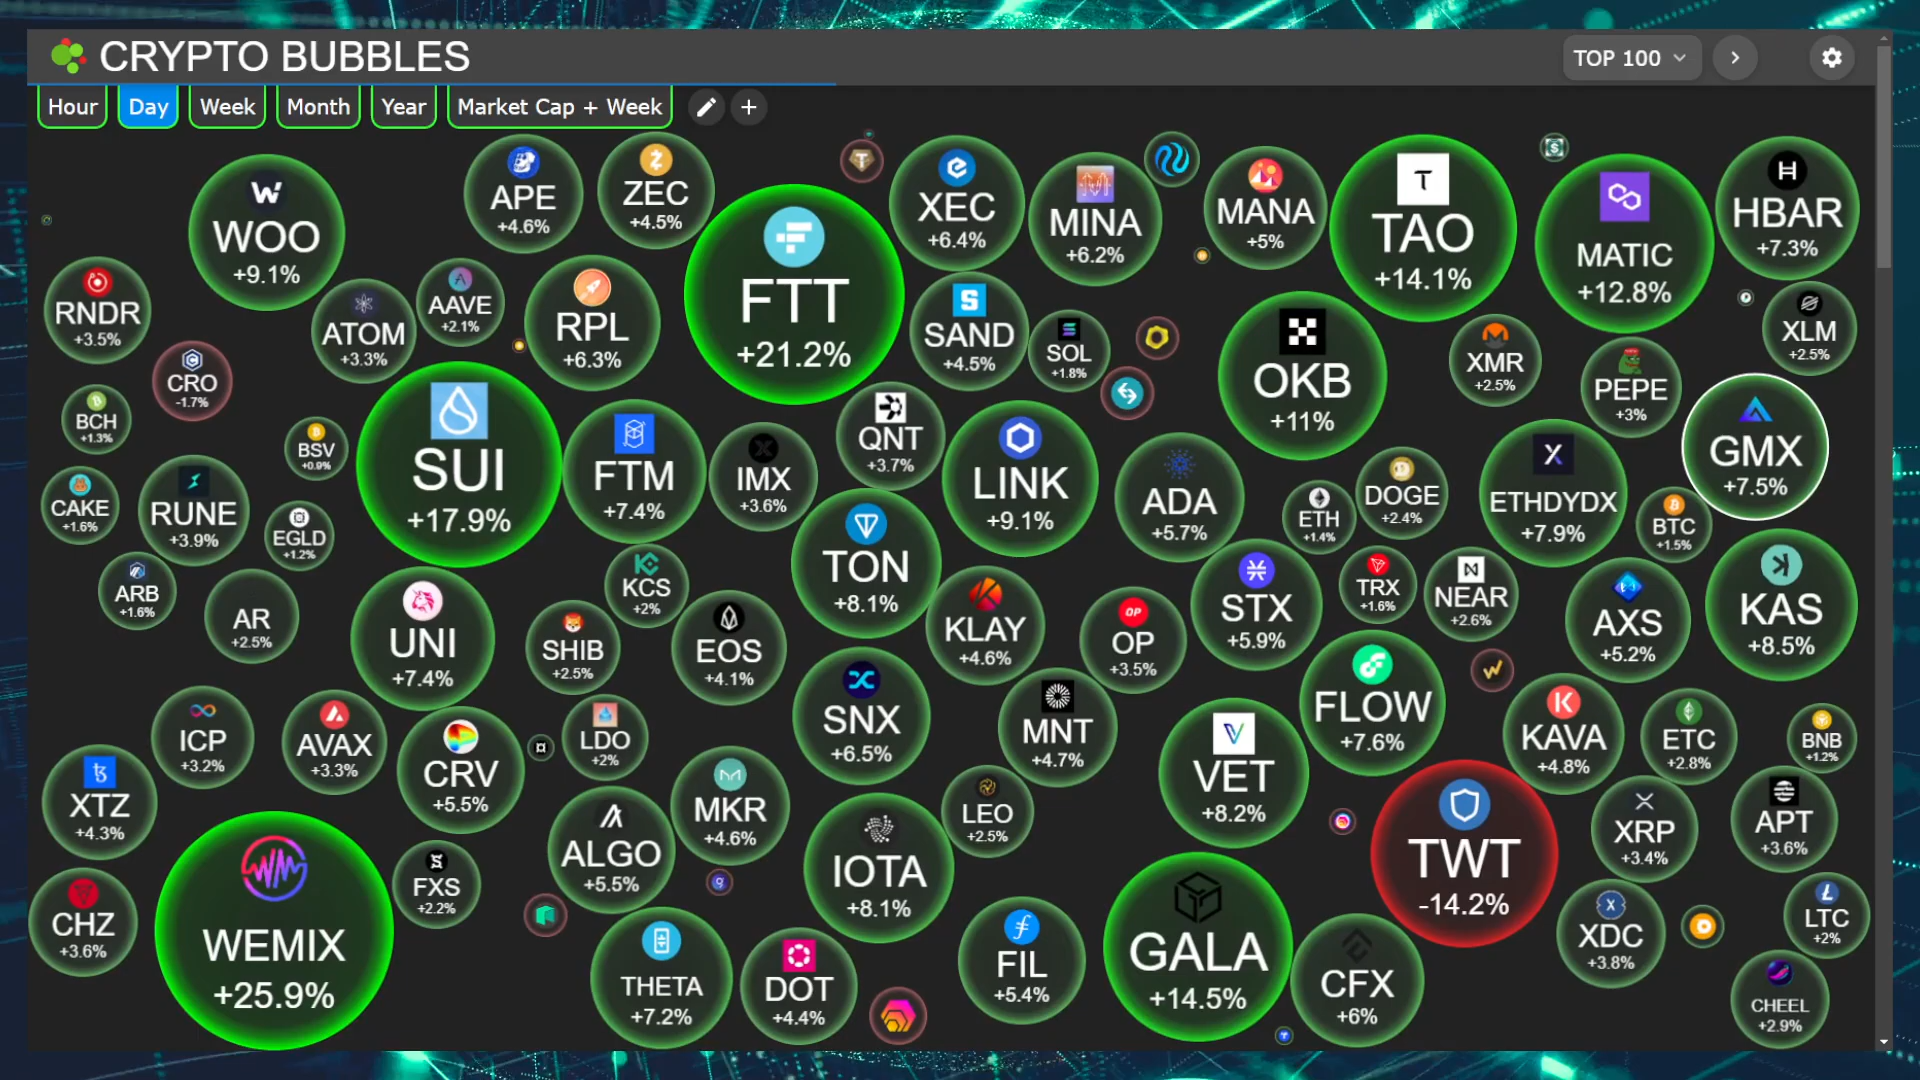 CRYPTO BUBBLES
TOP 100
Hour
Day
Week
Month
Year
Market Cap + Week
WOO
+9.1%
APE
+4.6%
ZEC
+4.5%
FTT
+21.2%
XEC
+6.4%
MINA
+6.2%
MANA
+5%
TAO
+14.1%
MATIC
+12.8%
HBAR
+7.3%
RNDR
+3.5%
ATOM
+3.3%
AAVE
+2.1%
RPL
+6.3%
SAND
+4.5%
SOL
+1.8%
OKB
+11%
XMR
+2.5%
PEPE
+3%
XLM
+2.5%
CRO
-1.7%
BCH
+1.3%
BSV
+0.9%
SUI
+17.9%
FTM
+7.4%
IMX
+3.6%
QNT
+3.7%
LINK
+9.1%
ADA
+5.7%
ETH
+1.4%
DOGE
+2.4%
ETHDYDX
+7.9%
BTC
+1.5%
GMX
+7.5%
CAKE
+1.6%
RUNE
+3.9%
EGLD
+1.2%
ARB
+1.6%
AR
+2.5%
UNI
+7.4%
SHIB
+2.5%
KCS
+2%
EOS
+4.1%
TON
+8.1%
KLAY
+4.6%
OP
OP
+3.5%
STX
+5.9%
TRX
+1.6%
NEAR
+2.6%
AXS
+5.2%
KAS
+8.5%
ICP
+3.2%
AVAX
+3.3%
CRV
+5.5%
LDO
+2%
SNX
+6.5%
MNT
+4.7%
VET
+8.2%
FLOW
+7.6%
KAVA
+4.8%
ETC
+2.8%
BNB
+1.2%
XTZ
+4.3%
MKR
+4.6%
LEO
+2.5%
TWT
-14.2%
XRP
+3.4%
APT
+3.6%
CHZ
+3.6%
WEMIX
+25.9%
FXS
+2.2%
ALGO
+5.5%
IOTA
+8.1%
THETA
+7.2%
DOT
+4.4%
FIL
+5.4%
GALA
+14.5%
CFX
+6%
XDC
+3.8%
LTC
+2%
CHEEL
+2.9%